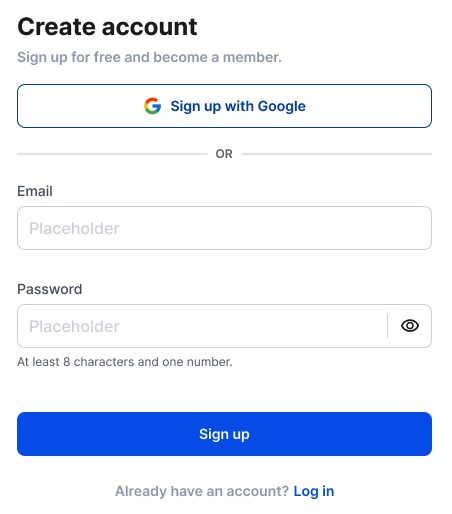 Create account
Sign up for free and become a member.
Sign up with Google
OR
Email
Placeholder
Password
Placeholder
At least 8 characters and one number.
Sign up
Already have an account? Log in